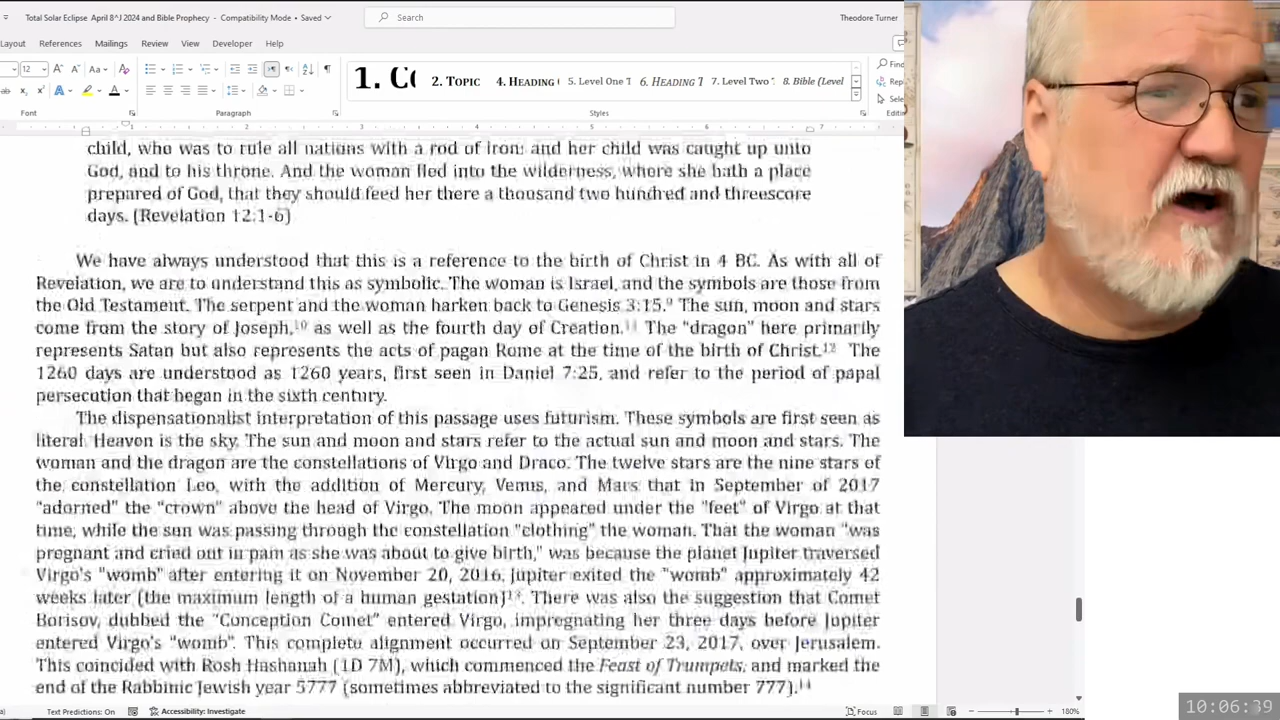 Total Solar Eclipse April 8^J 2024 and Bible Prophecy - Compatibility Mode • Saved
Search
Theodore Turner
Layout References Mailings Review View Developer Help
12 Aa
1. Co 2. Topic 4. Heading 5. Level One 'I 6. Heading T 7. Level Two ' 8. Bible (Level
Find
Repl
Sele
Font Paragraph Styles
2 3 4 5 6 7
child, who was to rule all nations with a rod of iron: and her child was caught up unto
God, and to his throne. And the woman fled into the wilderness, where she hath a place
prepared of God, that they should feed her there a thousand two hundred and threescore
days. (Revelation 12:1-6)
We have always understood that this is a reference to the birth of Christ in 4 BC. As with all of
Revelation, we are to understand this as symbolic. The woman is Israel, and the symbols are those from
the Old Testament. The serpent and the woman harken back to Genesis 3:15.⁹ The sun, moon and stars
come from the story of Joseph,¹⁰ as well as the fourth day of Creation.¹¹ The "dragon" here primarily
represents Satan but also represents the acts of pagan Rome at the time of the birth of Christ.¹² The
1260 days are understood as 1260 years, first seen in Daniel 7:25, and refer to the period of papal
persecution that began in the sixth century.
The dispensationalist interpretation of this passage uses futurism. These symbols are first seen as
literal. Heaven is the sky. The sun and moon and stars refer to the actual sun and moon and stars. The
woman and the dragon are the constellations of Virgo and Draco. The twelve stars are the nine stars of
the constellation Leo, with the addition of Mercury, Venus, and Mars that in September of 2017
"adorned" the "crown" above the head of Virgo. The moon appeared under the "feet" of Virgo at that
time, while the sun was passing through the constellation "clothing" the woman. That the woman "was
pregnant and cried out in pain as she was about to give birth," was because the planet Jupiter traversed
Virgo's "womb" after entering it on November 20, 2016. Jupiter exited the "womb" approximately 42
weeks later (the maximum length of a human gestation)¹³. There was also the suggestion that Comet
Borisov, dubbed the "Conception Comet" entered Virgo, impregnating her three days before Jupiter
entered Virgo's "womb". This complete alignment occurred on September 23, 2017, over Jerusalem.
This coincided with Rosh Hashanah (1D 7M), which commenced the Feast of Trumpets, and marked the
end of the Rabbinic Jewish year 5777 (sometimes abbreviated to the significant number 777).¹⁴
Text Predictions: On Accessibility: Investigate Focus 180%
10:06:39